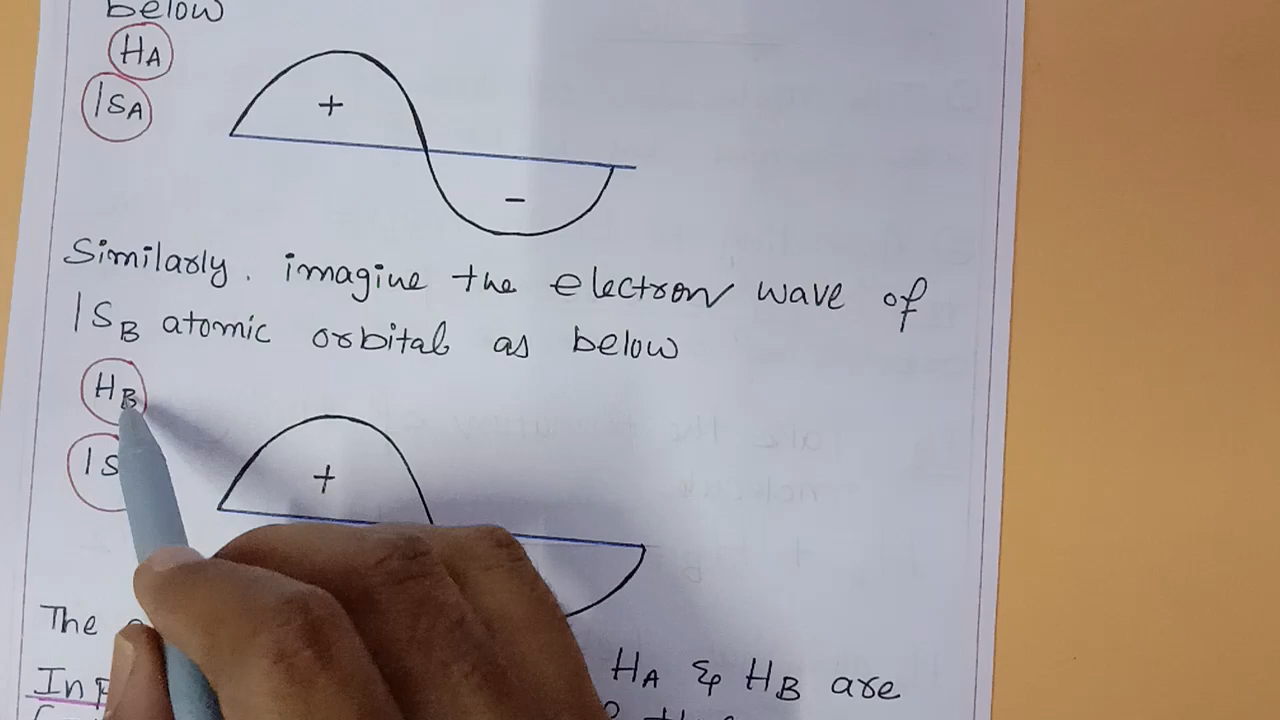 below
HA
1SA
+
-
Similarly. imagine the electron wave of
1SB atomic orbital as below
HB
1S
+
The
HA & HB are